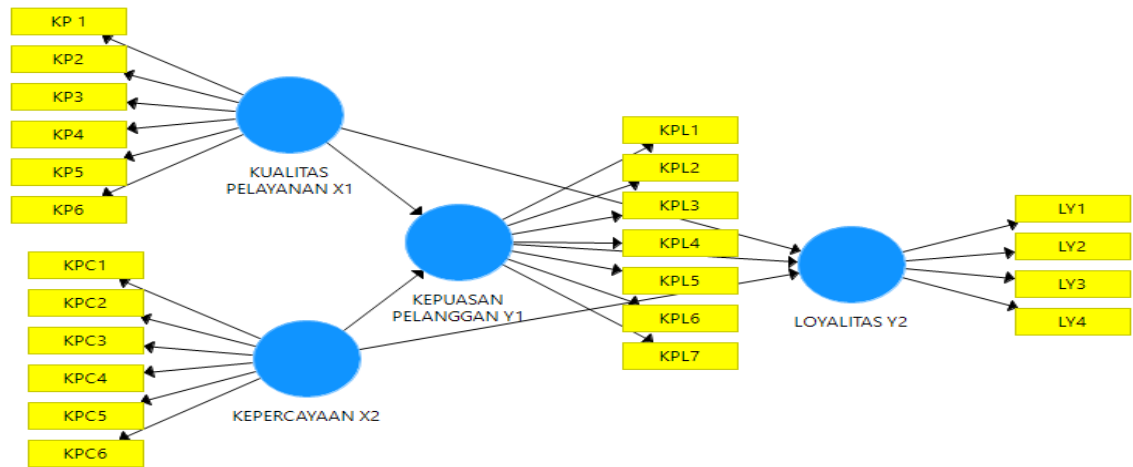 KP 1
KP2
KP3
KP4
KP5
KP6
KUALITAS
PELAYANAN X1
KPC1
KPC2
KPC3
KPC4
KPC5
KPC6
KEPERCAYAAN X2
KEPUASAN
PELANGGAN Y1
KPL1
KPL2
KPL3
KPL4
KPL5
KPL6
KPL7
LOYALITAS Y2
LY1
LY2
LY3
LY4